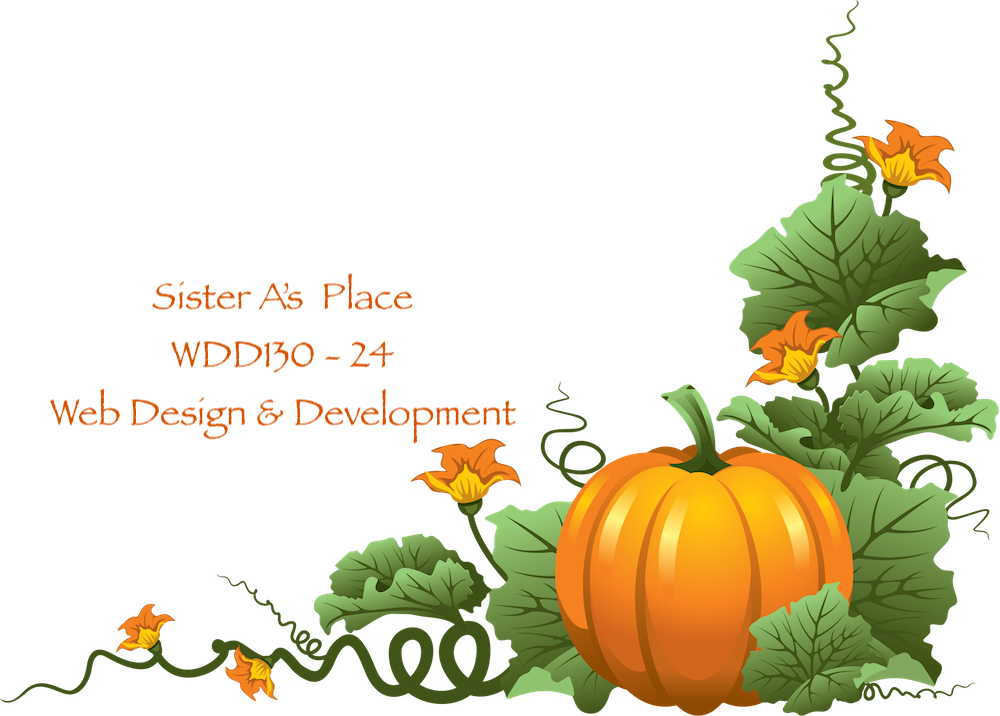 Sister A's Place
WDD130 - 24
Web Design & Development